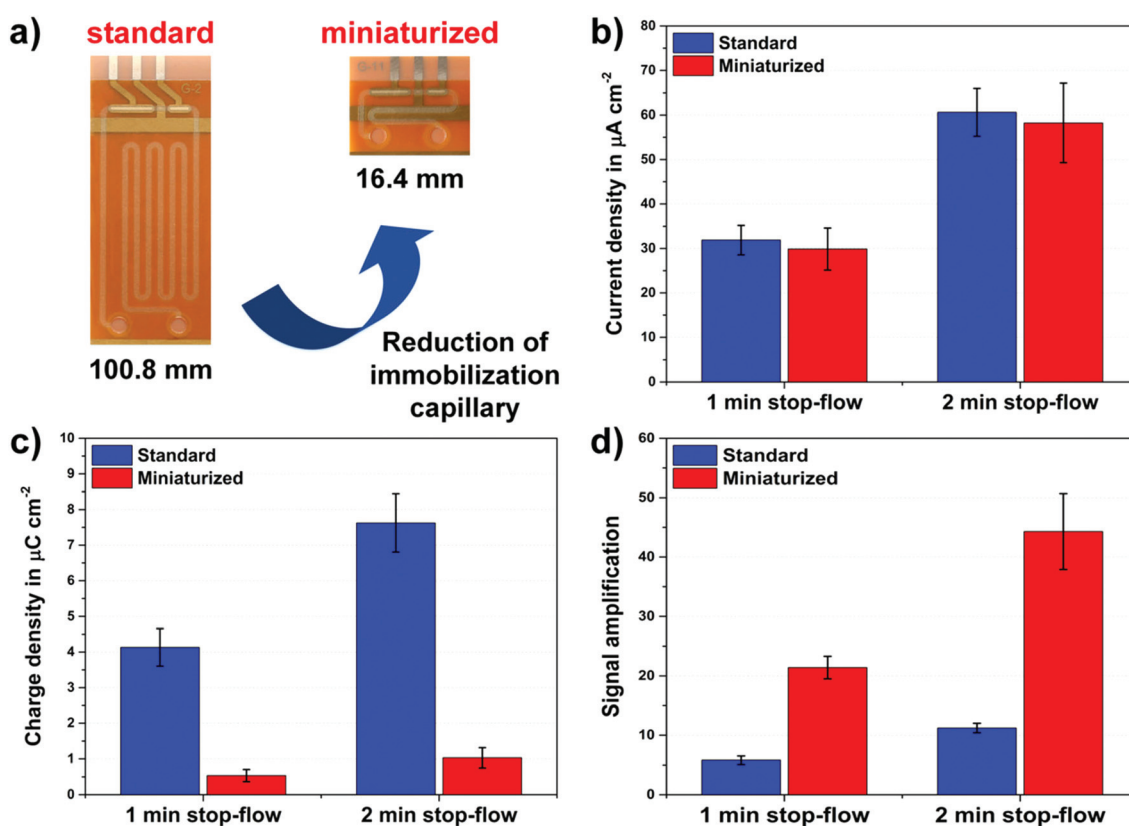 a)
standard
miniaturized
G-2
G-11
16.4 mm
100.8 mm
Reduction of
immobilization
capillary
b)
Standard
Miniaturized
Current density in µA cm-2
80
70
60
50
40
30
20
10
0
1 min stop-flow
2 min stop-flow
c)
Standard
Miniaturized
Charge density in µC cm-2
10
9
8
7
6
5
4
3
2
1
0
1 min stop-flow
2 min stop-flow
d)
Standard
Miniaturized
Signal amplification
60
50
40
30
20
10
0
1 min stop-flow
2 min stop-flow